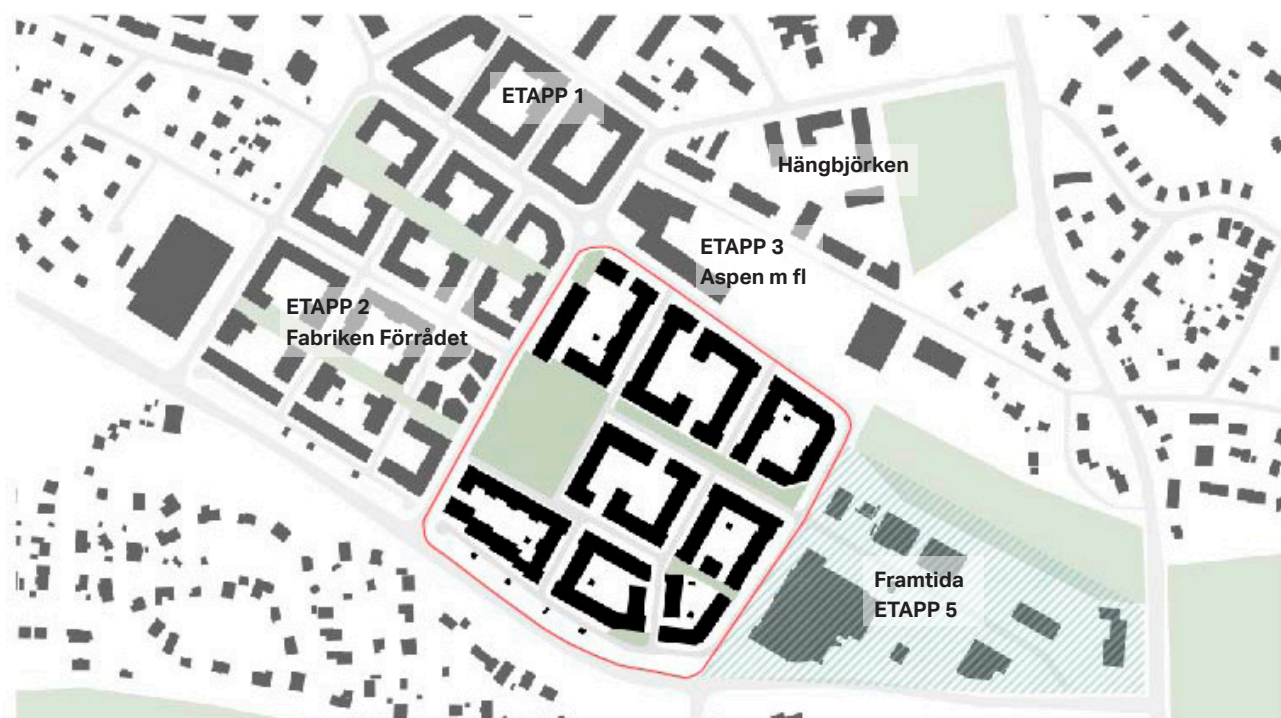 ETAPP 1
Hängbjörken
ETAPP 3
Aspen m fl
ETAPP 2
Fabriken Förrådet
Framtida
ETAPP 5